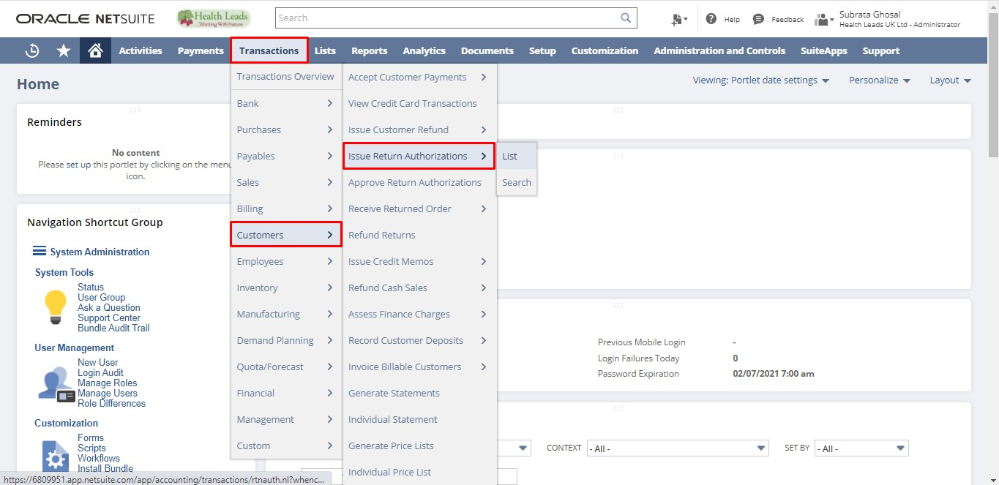 ORACLE NETSUITE
Health Leads
...Working With Nature
Search
Help
Feedback
Subrata Ghosal
Health Leads UK Ltd - Administrator
Activities
Payments
Transactions
Lists
Reports
Analytics
Documents
Setup
Customization
Administration and Controls
SuiteApps
Support
Home
Viewing: Portlet date settings
Personalize
Layout
Reminders
No content
Please set up this portlet by clicking on the menu
icon.
Navigation Shortcut Group
System Administration
System Tools
Status
User Group
Ask a Question
Support Center
Bundle Audit Trail
User Management
New User
Login Audit
Manage Roles
Manage Users
Role Differences
Customization
Forms
Scripts
Workflows
Install Bundle
Transactions Overview
Bank
Purchases
Payables
Sales
Billing
Customers
Employees
Inventory
Manufacturing
Demand Planning
Quota/Forecast
Financial
Management
Custom
Accept Customer Payments
View Credit Card Transactions
Issue Customer Refund
Issue Return Authorizations
Approve Return Authorizations
Receive Returned Order
Refund Returns
Issue Credit Memos
Refund Cash Sales
Assess Finance Charges
Record Customer Deposits
Invoice Billable Customers
Generate Statements
Individual Statement
Generate Price Lists
Individual Price List
List
Search
Previous Mobile Login -
Login Failures Today 0
Password Expiration 02/07/2021 7:00 am
CONTEXT - All -
SET BY - All -
https://6809951.app.netsuite.com/app/accounting/transactions/rtnauth.nl?whenc...